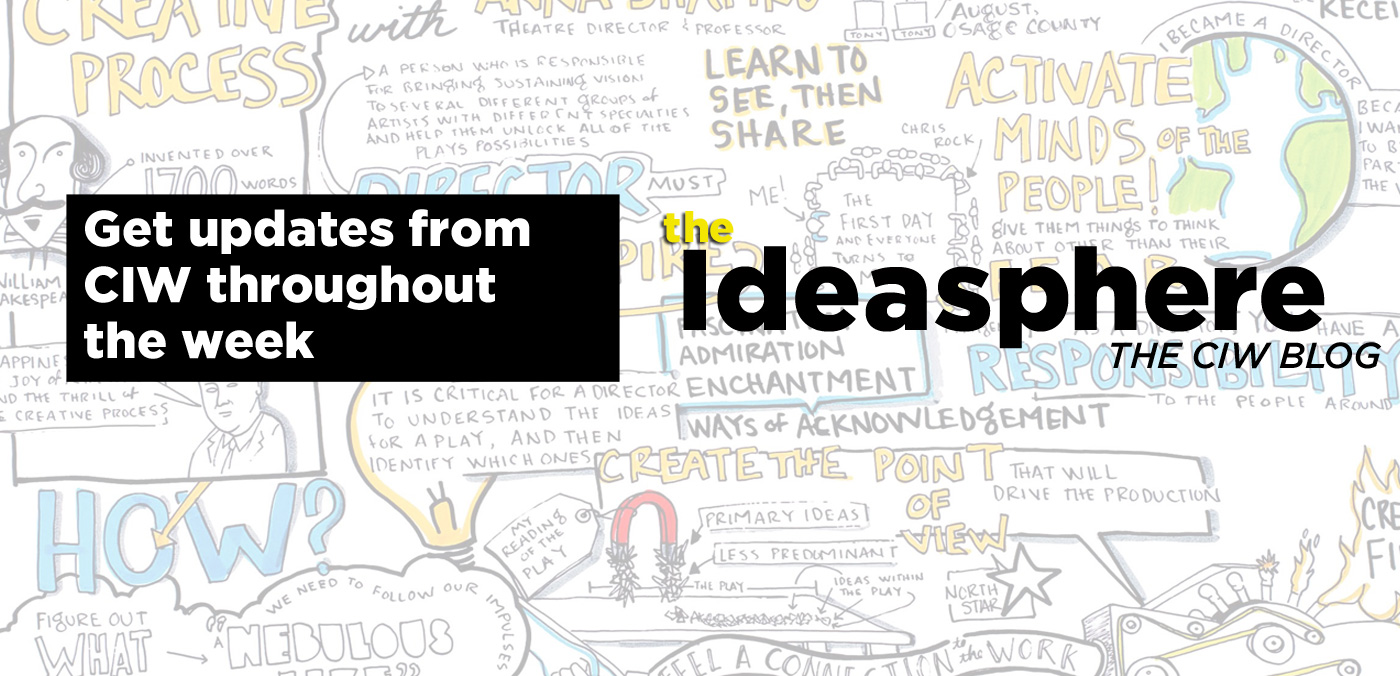 CREATIVE
PROCESS
with
ANNA SHAPIRO
THEATRE DIRECTOR & PROFESSOR
TONY TONY
AUGUST,
OSAGE COUNTY
A PERSON WHO IS RESPONSIBLE
FOR BRINGING SUSTAINING VISION
TO SEVERAL DIFFERENT GROUPS of
ARTISTS WITH DIFFERENT SPECIALTIES
AND HELP THEM UNLOCK ALL OF THE
PLAYS POSSIBILITIES
LEARN TO
SEE, THEN
SHARE
ACTIVATE
MINDS OF THE
PEOPLE!
GIVE THEM THINGS TO THINK
ABOUT OTHER THAN THEIR
FEAR
I BECAME A DIRECTOR
INVENTED OVER
1700 WORDS
WILLIAM
DIRECTOR MUST
ME!
CHRIS
ROCK
THE
FIRST DAY
AND EVERYONE
TURNS TO
Get updates from
CIW throughout
the week
the
Ideasphere
THE CIW BLOG
ADMIRATION
ENCHANTMENT
WAYS of ACKNOWLEDGEMENT
HAVE A
RESPONSIBILITY
TO THE PEOPLE AROUND
JOY of
AND THE THRILL of
CREATIVE PROCESS
IT IS CRITICAL FOR A DIRECTOR
TO UNDERSTAND THE IDEAS
FOR A PLAY, AND THEN
IDENTIFY WHICH ONES
CREATE THE POINT
OF
VIEW
THAT WILL
DRIVE THE PRODUCTION
HOW?
MY
READING
OF THE
PLAY
PRIMARY IDEAS
LESS PREDOMINANT
THE PLAY
IDEAS WITHIN
THE PLAY
NORTH
STAR
FIGURE OUT
WHAT
WE NEED TO FOLLOW OUR IMPULSES
"A NEBULOUS
FEEL A CONNECTION to the WORK